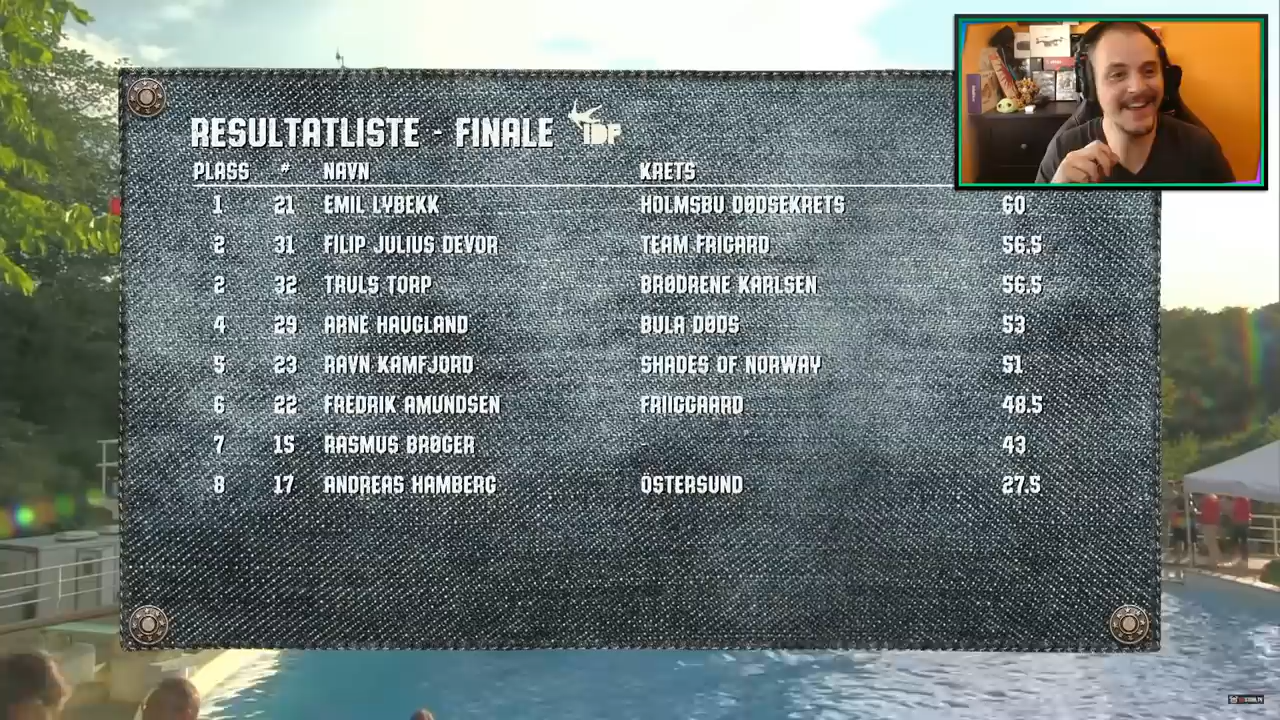 RESULTATLISTE - FINALE IDP
PLASS # NAVN KRETS
1 21 EMIL LYBEKK HOLMSBU DØDSEKRETS 60
2 31 FILIP JULIUS DEVOR TEAM FRIGARD 56.5
2 32 TRULS TORP BRØDRENE KARLSEN 56.5
4 29 ARNE HAUGLAND BULA DØDS 53
5 23 RAVN KAMFJORD SHADES OF NORWAY 51
6 22 FREDRIK AMUNDSEN FRIIGGAARD 48.5
7 15 RASMUS BRØGER - 43
8 17 ANDREAS HAMBERG ÖSTERSUND 27.5